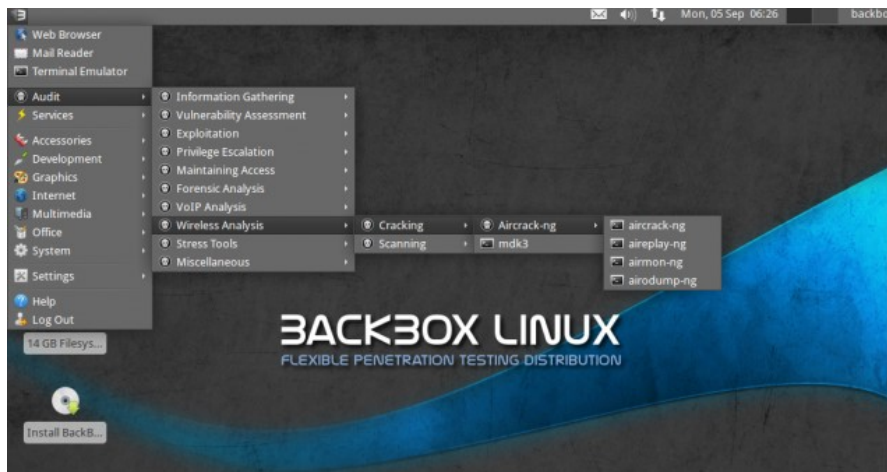 Mon, 05 Sep 06:26
backbo
Web Browser
Mail Reader
Terminal Emulator
Audit
Services
Accessories
Development
Graphics
Internet
Multimedia
Office
System
Settings
Help
Log Out
Information Gathering
Vulnerability Assessment
Exploitation
Privilege Escalation
Maintaining Access
Forensic Analysis
VoIP Analysis
Wireless Analysis
Stress Tools
Miscellaneous
Cracking
Scanning
Aircrack-ng
mdk3
aircrack-ng
aireplay-ng
airmon-ng
airodump-ng
BACKBOX LINUX
FLEXIBLE PENETRATION TESTING DISTRIBUTION
14 GB Filesys...
Install BackB...